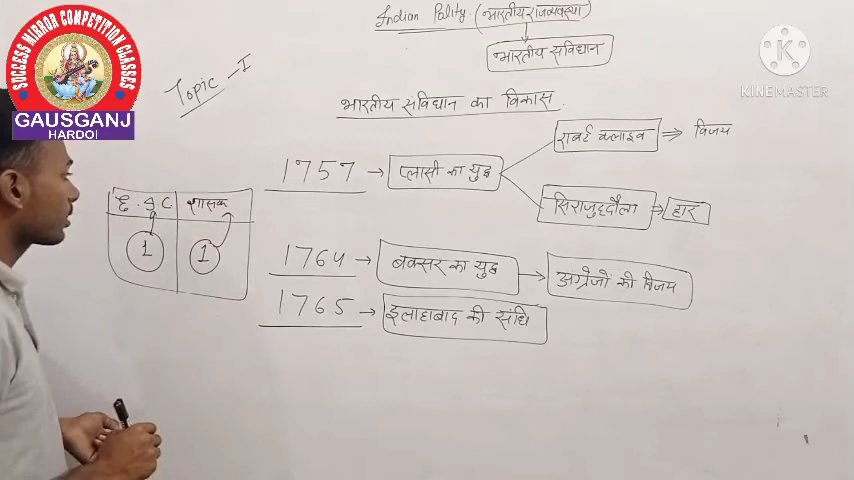 SUCCESS MIRROR COMPETITION CLASSES
GAUSGANJ
HARDOI
KINEMASTER
Indian Polity (भारतीय राजव्यवस्था)
भारतीय संविधान
Topic-I
भारतीय संविधान का विकास
1757 → प्लासी का युद्ध
राबर्ट क्लाइव ⇒ विजय
सिराजुद्दौला ⇒ हार
शासक
1 1
1764 → बक्सर का युद्ध → अंग्रेजों की विजय
1765 → इलाहाबाद की संधि